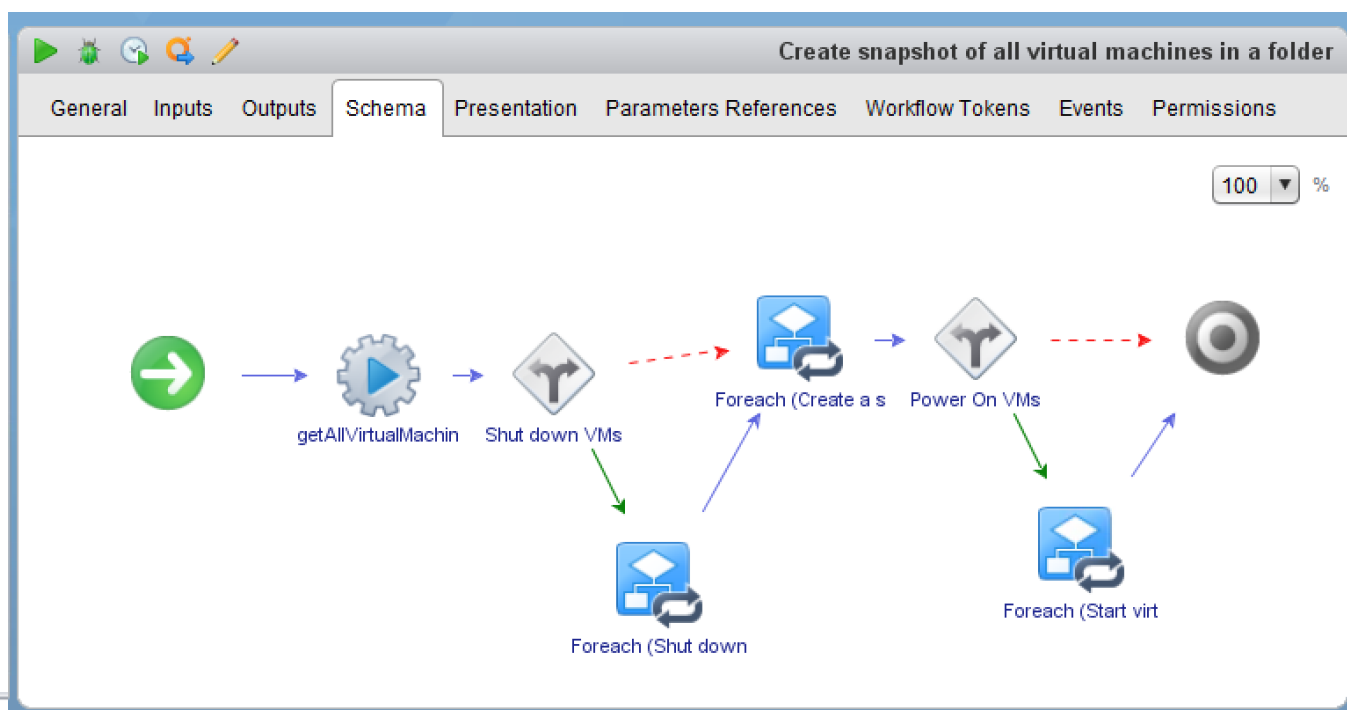 Create snapshot of all virtual machines in a folder
General Inputs Outputs Schema Presentation Parameters References Workflow Tokens Events Permissions
100 %
Foreach (Create a s Power On VMs
getAllVirtualMachin Shut down VMs
Foreach (Start virt
Foreach (Shut down